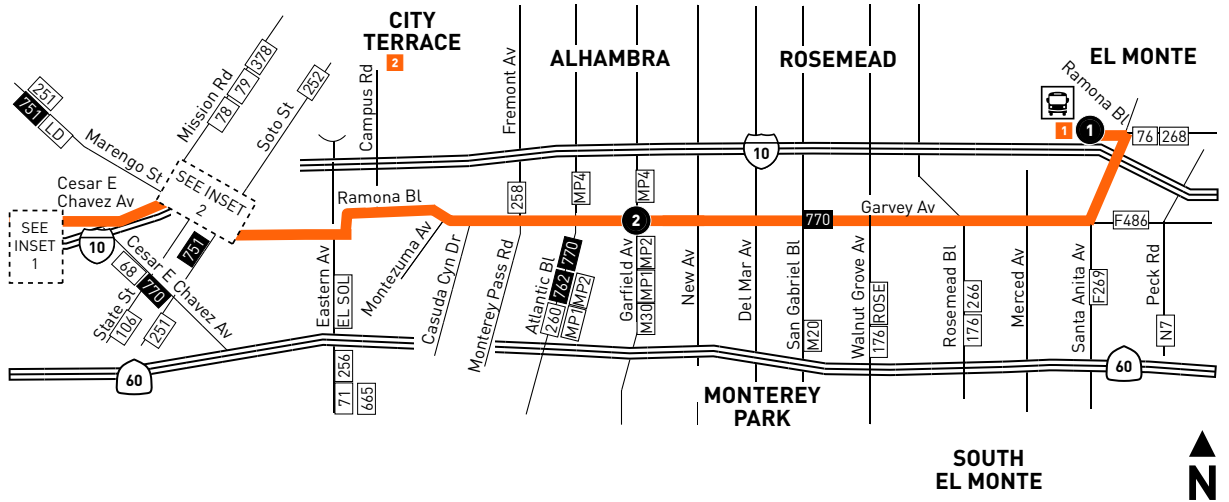 CITY
TERRACE
2
ALHAMBRA
ROSEMEAD
EL MONTE
Ramona Bl
1
1
76
268
251
751
LD
Marengo St
Mission Rd
78
79
378
Soto St
252
Campus Rd
Fremont Av
10
Cesar E
Chavez Av
SEE INSET
2
SEE
INSET
1
10
Ramona Bl
258
MP4
MP4
2
770
Garvey Av
F486
Cesar E
Chavez Av
751
68
770
State St
106
251
Eastern Av
EL SOL
256
71
665
Montezuma Av
Casuda Cyn Dr
Monterey Pass Rd
Atlantic Bl
260
762
770
MP1
MP2
Garfield Av
M30
MP1
MP2
New Av
Del Mar Av
San Gabriel Bl
M20
Walnut Grove Av
176
ROSE
Rosemead Bl
176
266
Merced Av
Santa Anita Av
F269
Peck Rd
N7
60
60
MONTEREY
PARK
SOUTH
EL MONTE
N